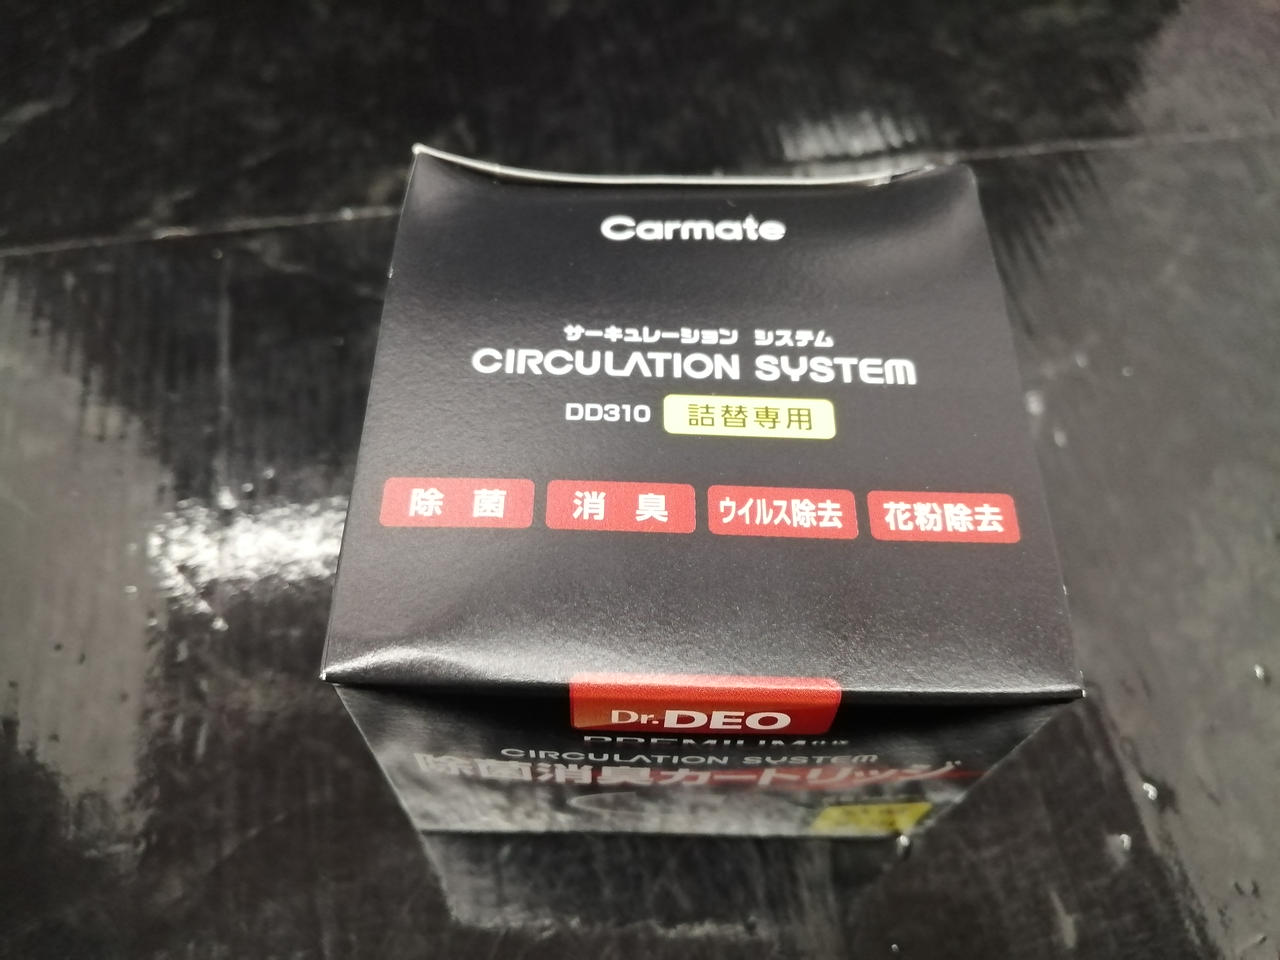 Carmate
サーキュレーション システム
CIRCULATION SYSTEM
DD310 詰替専用
除菌 消臭 ウイルス除去 花粉除去
Dr.DEO
PREMIUM
CIRCULATION SYSTEM
除菌消臭カートリッジ